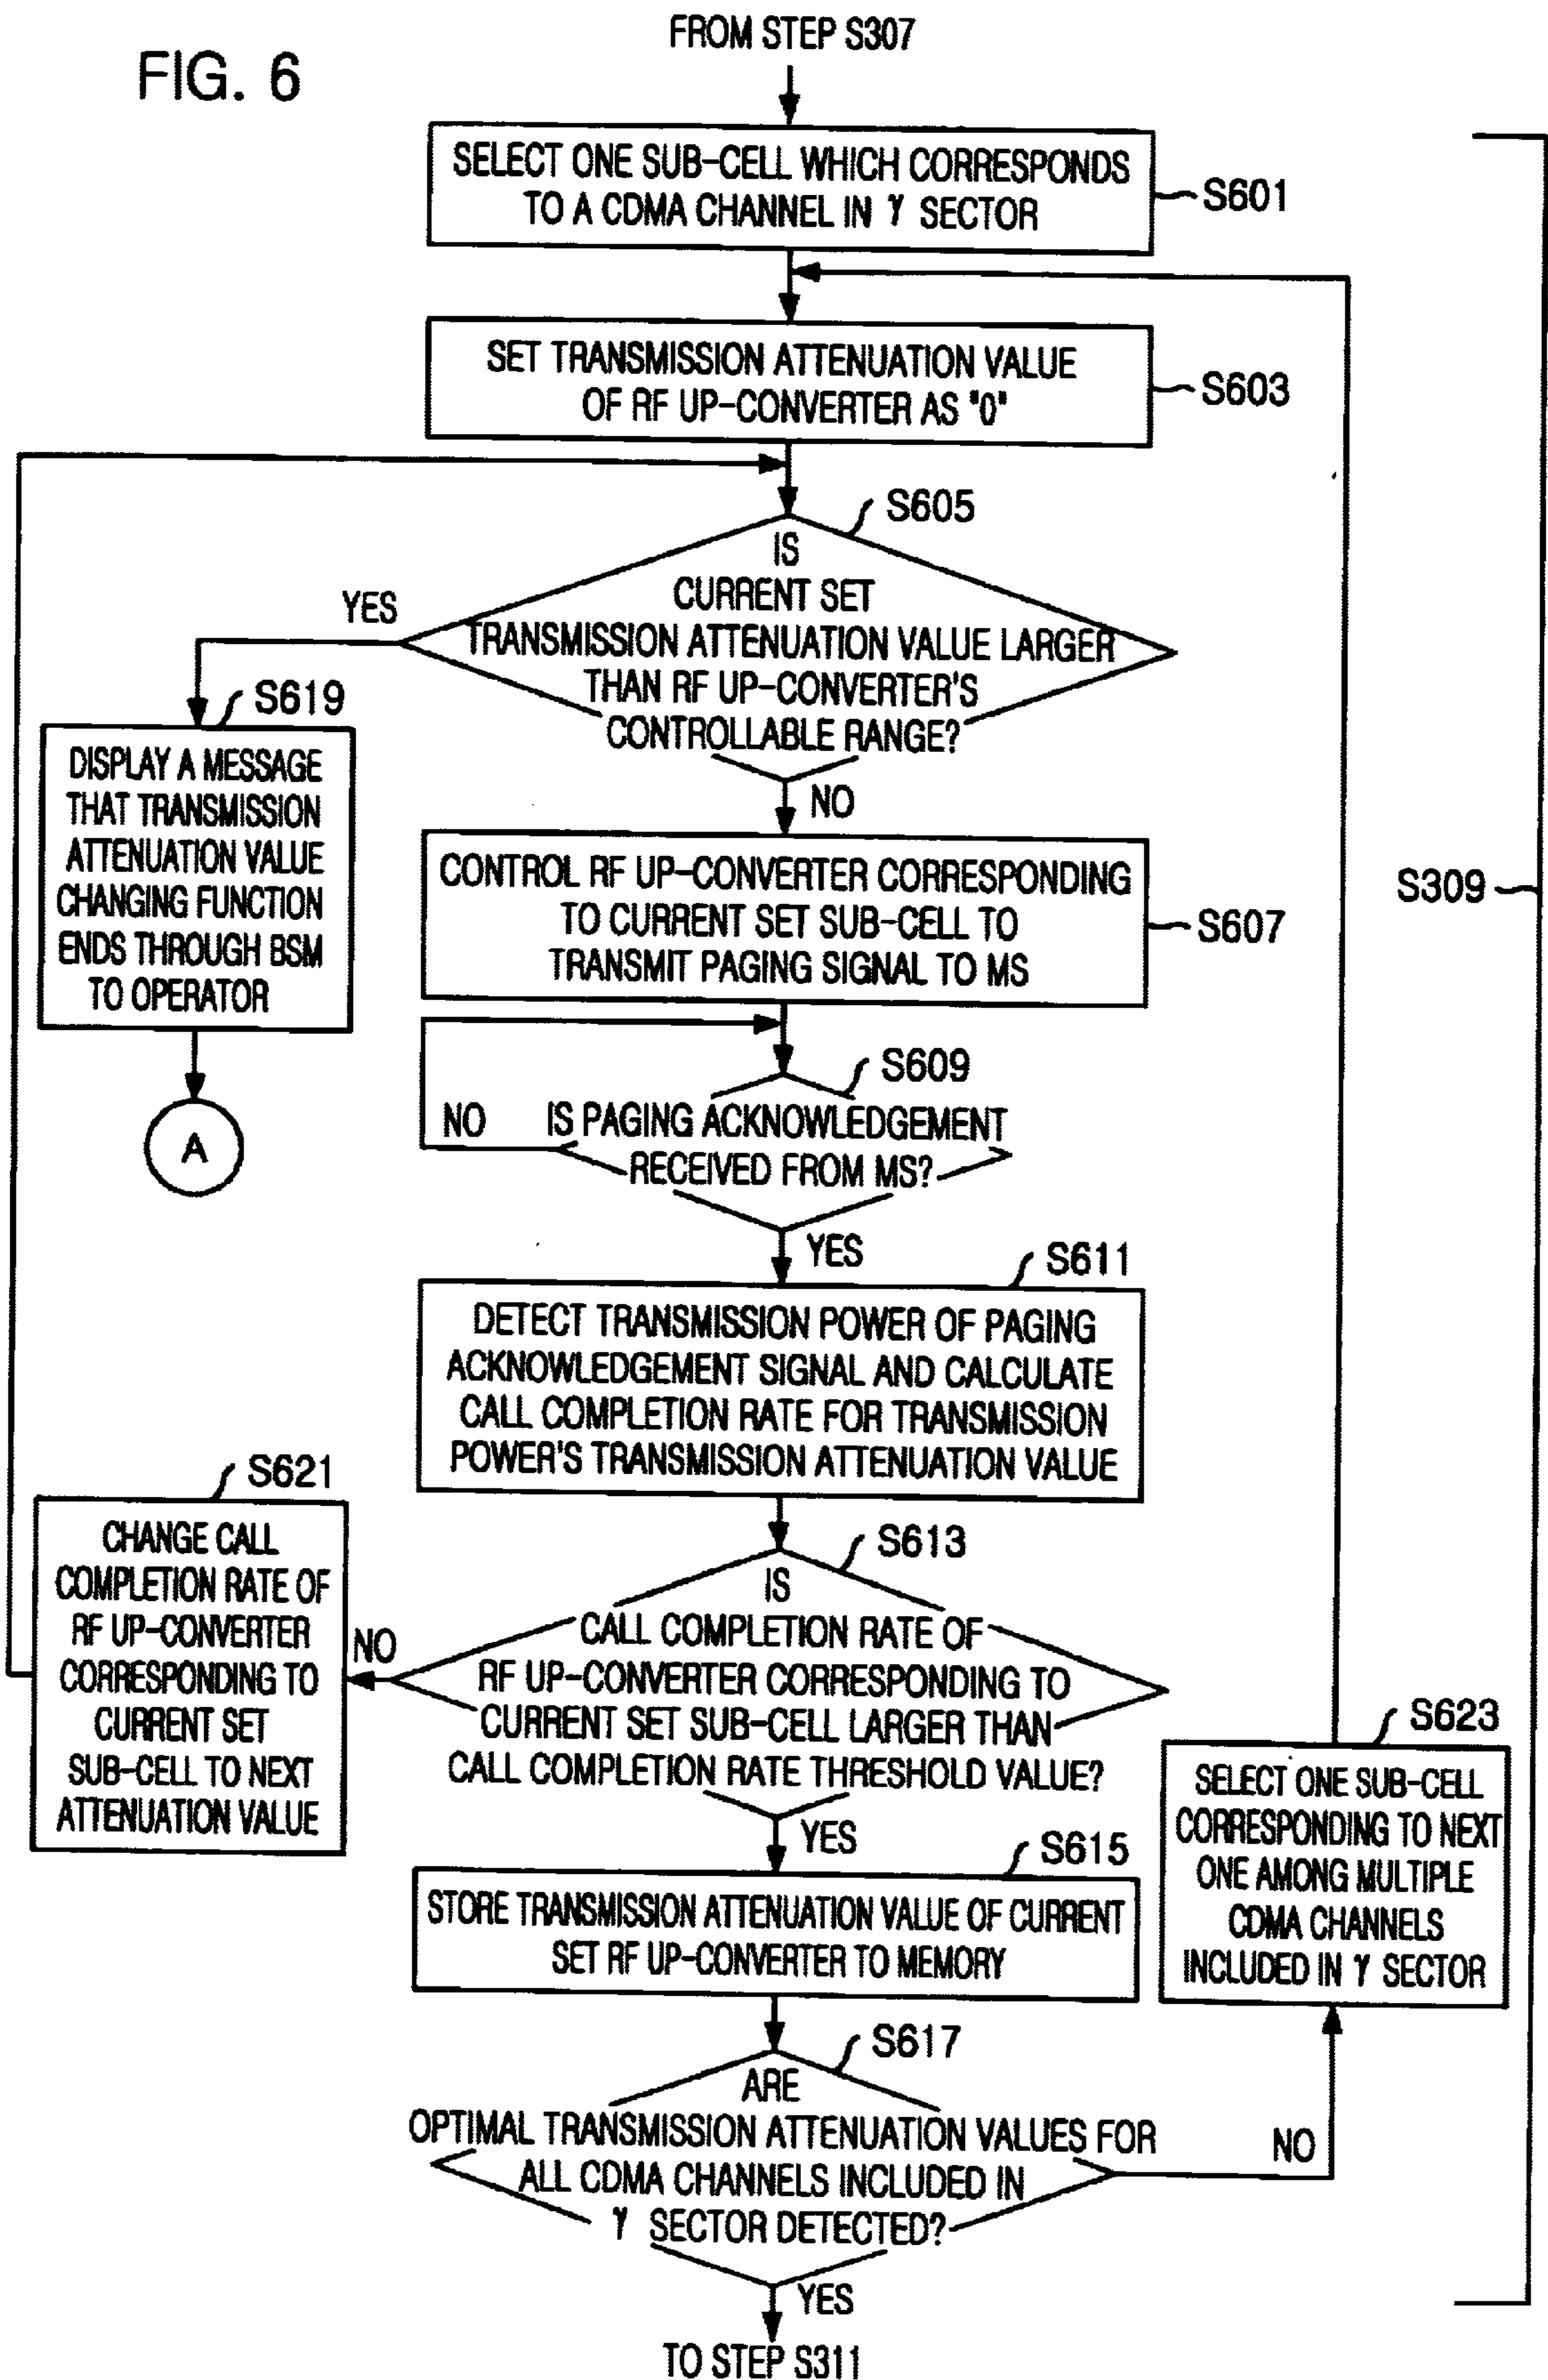 FIG. 6
FROM STEP S307
SELECT ONE SUB-CELL WHICH CORRESPONDS
TO A CDMA CHANNEL IN γ SECTOR
S601
SET TRANSMISSION ATTENUATION VALUE
OF RF UP-CONVERTER AS "0"
S603
S605
IS
CURRENT SET
TRANSMISSION ATTENUATION VALUE LARGER
THAN RF UP-CONVERTER'S
CONTROLLABLE RANGE?
YES
NO
S619
DISPLAY A MESSAGE
THAT TRANSMISSION
ATTENUATION VALUE
CHANGING FUNCTION
ENDS THROUGH BSM
TO OPERATOR
A
CONTROL RF UP-CONVERTER CORRESPONDING
TO CURRENT SET SUB-CELL TO
TRANSMIT PAGING SIGNAL TO MS
S607
S309
S609
IS PAGING ACKNOWLEDGEMENT
RECEIVED FROM MS?
NO
YES
S611
DETECT TRANSMISSION POWER OF PAGING
ACKNOWLEDGEMENT SIGNAL AND CALCULATE
CALL COMPLETION RATE FOR TRANSMISSION
POWER'S TRANSMISSION ATTENUATION VALUE
S613
IS
CALL COMPLETION RATE OF
RF UP-CONVERTER CORRESPONDING TO
CURRENT SET SUB-CELL LARGER THAN
CALL COMPLETION RATE THRESHOLD VALUE?
NO
YES
S621
CHANGE CALL
COMPLETION RATE OF
RF UP-CONVERTER
CORRESPONDING TO
CURRENT SET
SUB-CELL TO NEXT
ATTENUATION VALUE
S615
STORE TRANSMISSION ATTENUATION VALUE OF CURRENT
SET RF UP-CONVERTER TO MEMORY
S623
SELECT ONE SUB-CELL
CORRESPONDING TO NEXT
ONE AMONG MULTIPLE
CDMA CHANNELS
INCLUDED IN γ SECTOR
S617
ARE
OPTIMAL TRANSMISSION ATTENUATION VALUES FOR
ALL CDMA CHANNELS INCLUDED IN
γ SECTOR DETECTED?
NO
YES
TO STEP S311